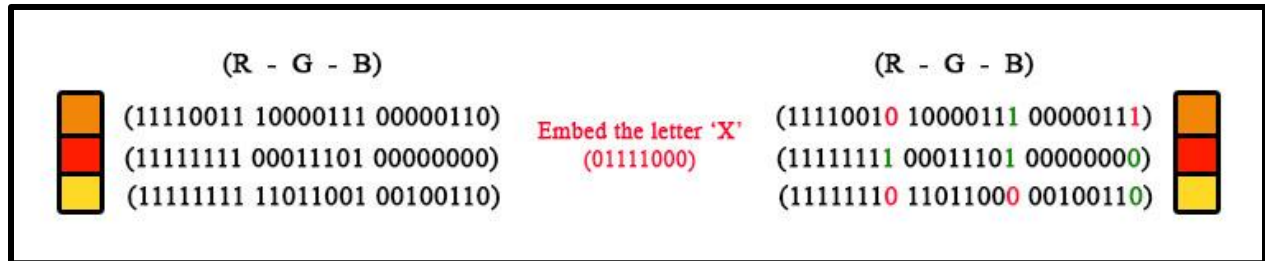 (R - G - B)
(11110011 10000111 00000110)
(11111111 00011101 00000000)
(11111111 11011001 00100110)
Embed the letter ‘X’
(01111000)
(R - G - B)
(11110010 10000111 00000111)
(11111111 00011101 00000000)
(11111110 11011000 00100110)